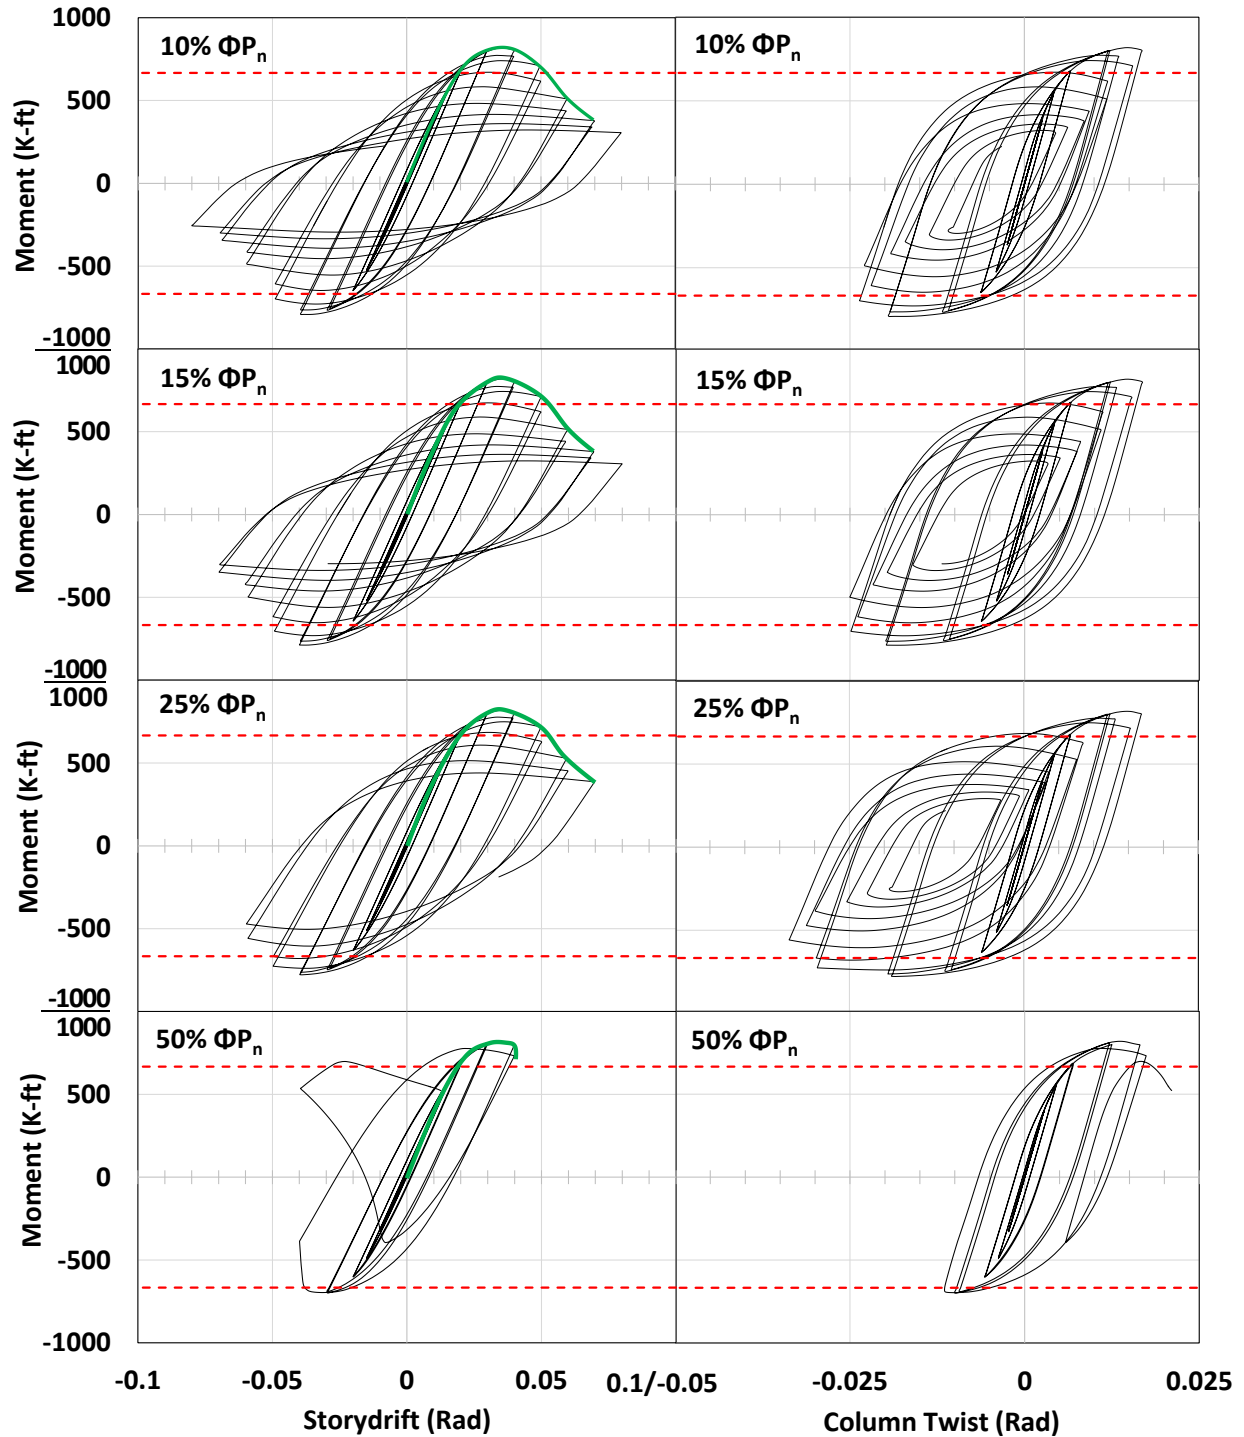 1000
10% ΦPn
10% ΦPn
500
0
-500
-1000
Moment (K-ft)
1000
15% ΦPn
15% ΦPn
500
0
-500
-1000
Moment (K-ft)
1000
25% ΦPn
25% ΦPn
500
0
-500
-1000
Moment (K-ft)
1000
50% ΦPn
50% ΦPn
500
0
-500
-1000
Moment (K-ft)
-0.1 -0.05 0 0.05 0.1/-0.05 -0.025 0 0.025
Storydrift (Rad)
Column Twist (Rad)